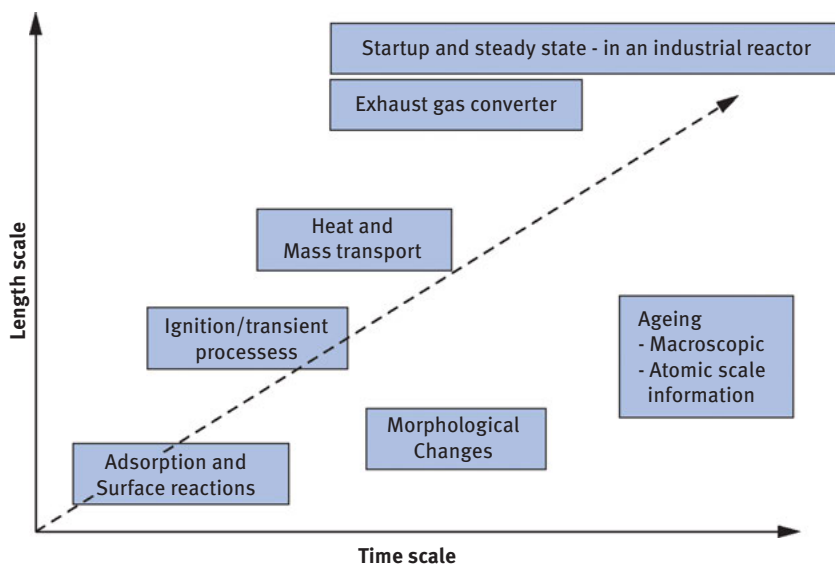 Startup and steady state - in an industrial reactor
Exhaust gas converter
Heat and
Mass transport
Ignition/transient
processess
Ageing
- Macroscopic
- Atomic scale
information
Morphological
Changes
Adsorption and
Surface reactions
Length scale
Time scale